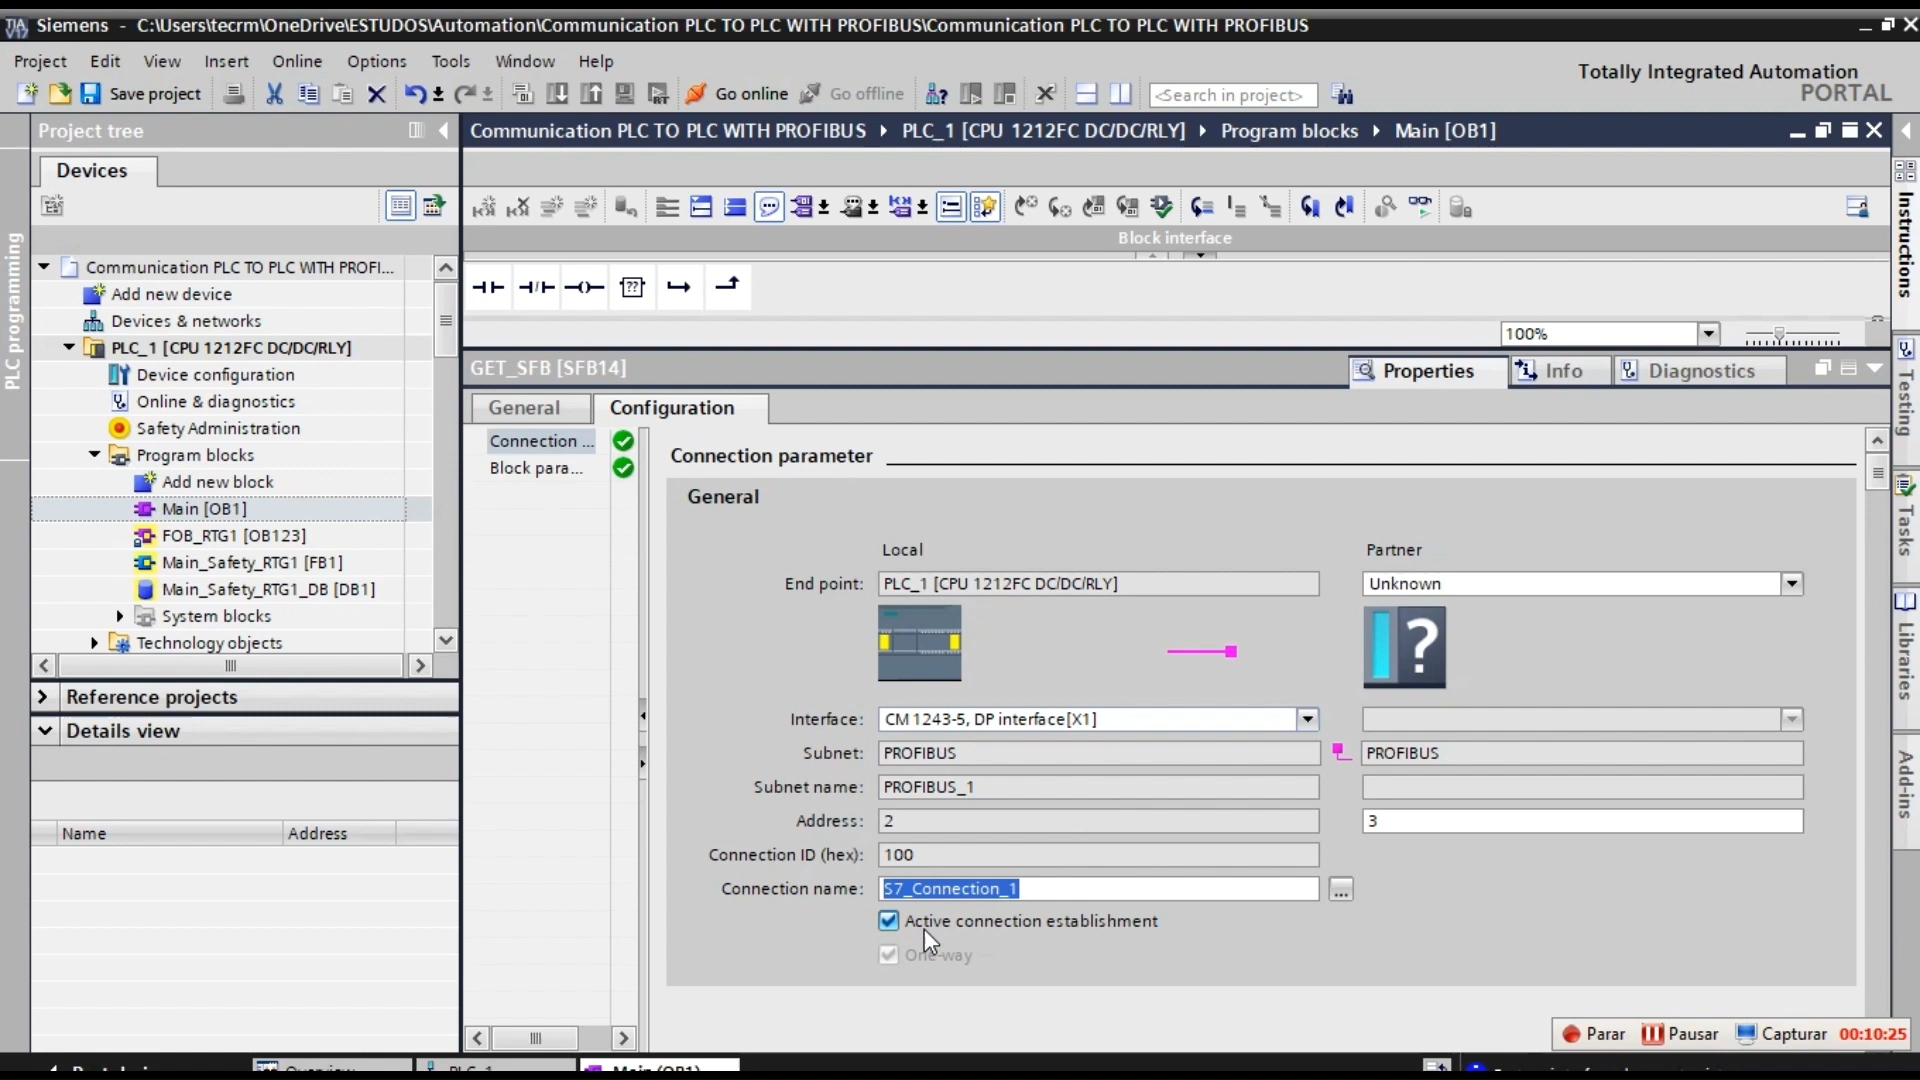 Siemens - C:\Users\tecrm\OneDrive\ESTUDOS\Automation\Communication PLC TO PLC WITH PROFIBUS\Communication PLC TO PLC WITH PROFIBUS
Project Edit View Insert Online Options Tools Window Help
Totally Integrated Automation
PORTAL
Save project Go online Go offline <Search in project>
Project tree
Communication PLC TO PLC WITH PROFIBUS PLC_1 [CPU 1212FC DC/DC/RLY] Program blocks Main [OB1]
Devices
Block interface
PLC programming
Communication PLC TO PLC WITH PROFI...
Add new device
Devices & networks
PLC_1 [CPU 1212FC DC/DC/RLY]
Device configuration
Online & diagnostics
Safety Administration
Program blocks
Add new block
Main [OB1]
FOB_RTG1 [OB123]
Main_Safety_RTG1 [FB1]
Main_Safety_RTG1_DB [DB1]
System blocks
Technology objects
Reference projects
Details view
Name Address
??
100%
GET_SFB [SFB14]
Properties Info Diagnostics
General Configuration
Connection ...
Block para...
Connection parameter
General
Local Partner
End point: PLC_1 [CPU 1212FC DC/DC/RLY] Unknown
?
Interface: CM 1243-5, DP interface[X1]
Subnet: PROFIBUS PROFIBUS
Subnet name: PROFIBUS_1
Address: 2 3
Connection ID (hex): 100
Connection name: S7_Connection_1 ...
Active connection establishment
One-way
Instructions
Testing
Tasks
Libraries
Add-ins
Parar Pausar Capturar 00:10:25